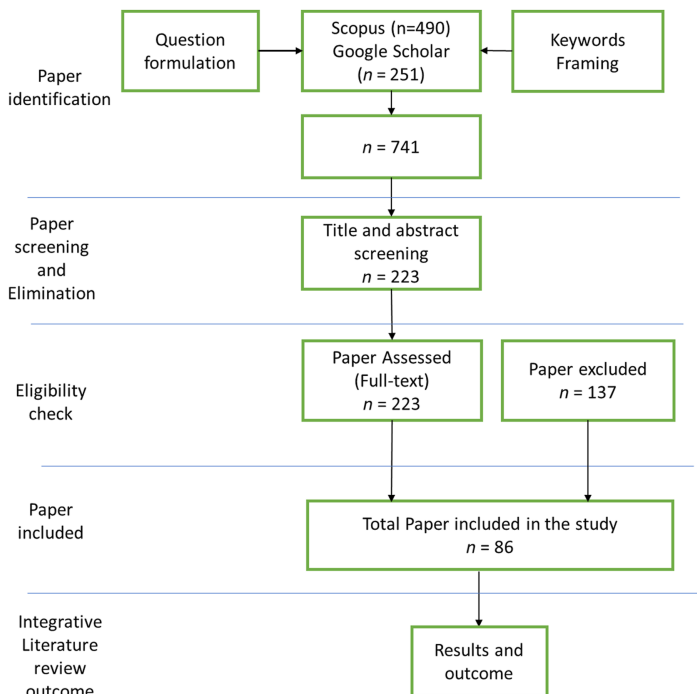 Question
formulation
Scopus (n=490)
Google Scholar
(n = 251)
Keywords
Framing
Paper
identification
n = 741
Paper
screening
and
Elimination
Title and abstract
screening
n = 223
Paper Assessed
(Full-text)
n = 223
Paper excluded
n = 137
Eligibility
check
Paper
included
Total Paper included in the study
n = 86
Integrative
Literature
review
outcome
Results and
outcome